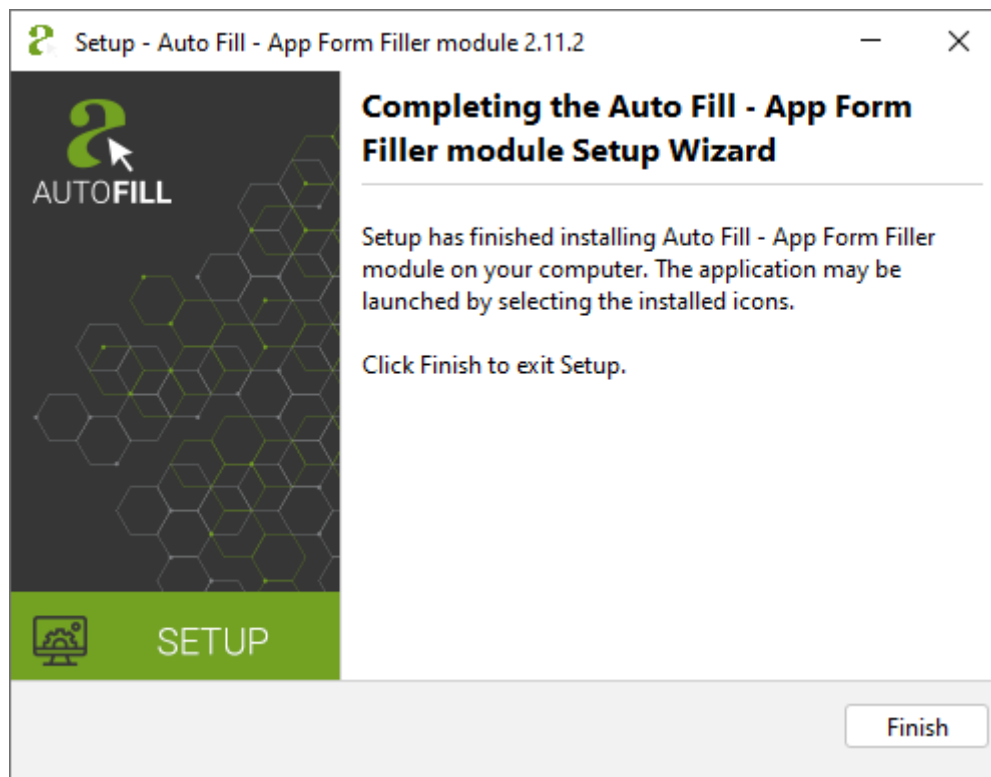 Setup - Auto Fill - App Form Filler module 2.11.2
AUTOFILL
Completing the Auto Fill - App Form
Filler module Setup Wizard
Setup has finished installing Auto Fill - App Form Filler
module on your computer. The application may be
launched by selecting the installed icons.
Click Finish to exit Setup.
SETUP
Finish